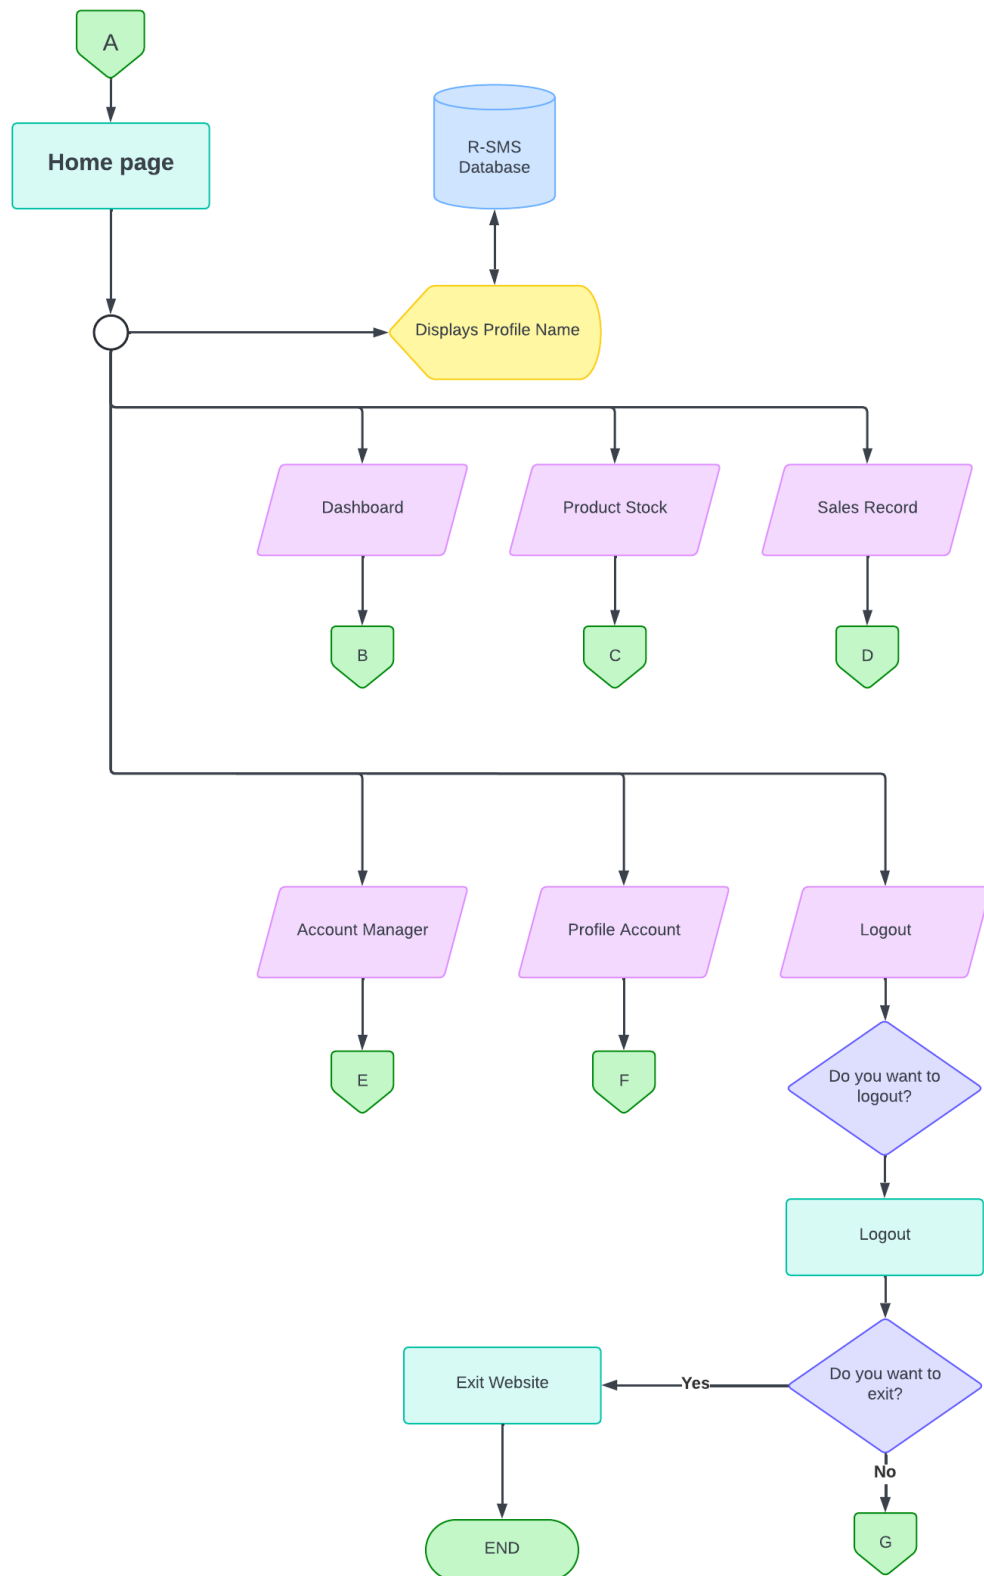 A
Home page
R-SMS
Database
Displays Profile Name
Dashboard
Product Stock
Sales Record
B
C
D
Account Manager
Profile Account
Logout
E
F
Do you want to
logout?
Logout
Do you want to
exit?
Yes
Exit Website
No
G
END